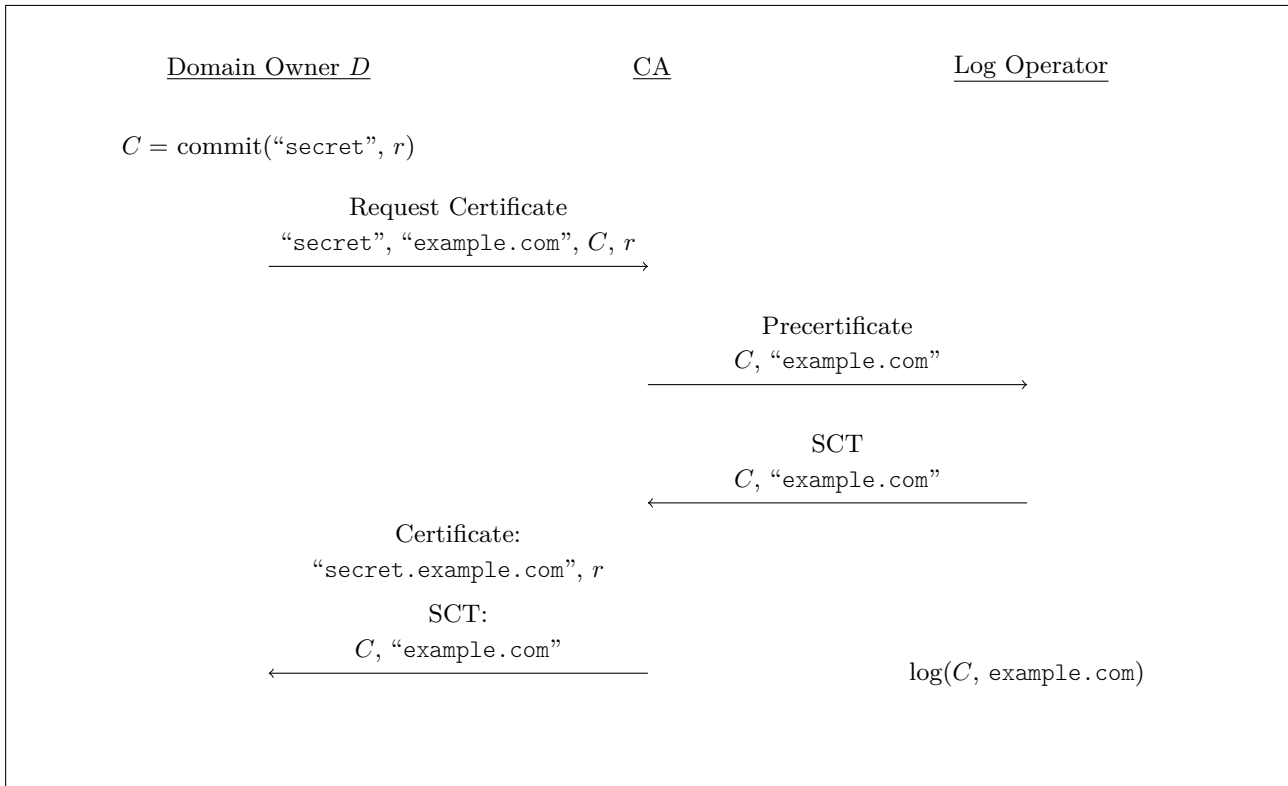 Domain Owner D CA Log Operator
C = commit(“secret”, r)
Request Certificate
“secret”, “example.com”, C, r
Precertificate
C, “example.com”
SCT
C, “example.com”
Certificate:
“secret.example.com”, r
SCT:
C, “example.com”
log(C, example.com)